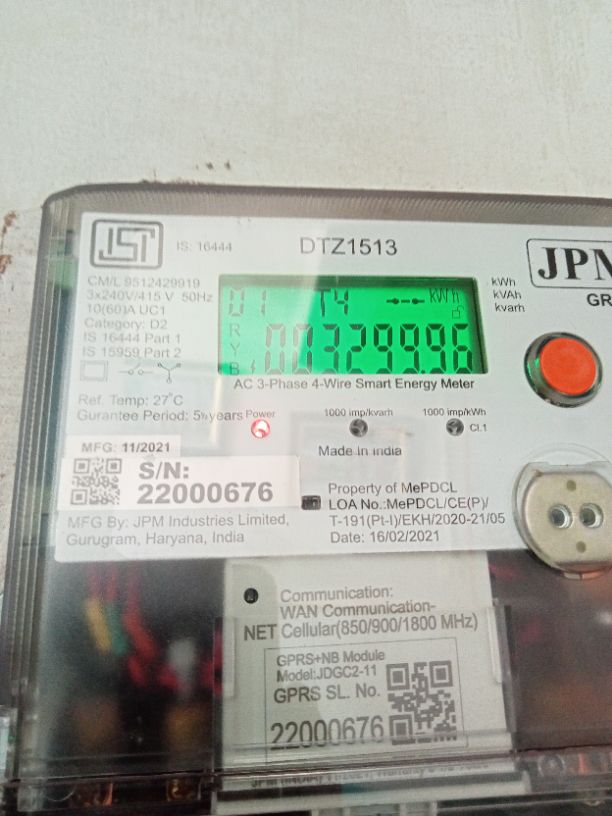 IS: 16444
DTZ1513
JPM
GR
CM/L 9512429919
3x240V/415 V 50Hz
10(60)A UC1
Category: D2
IS 16444 Part 1
IS 15959 Part 2
01 T4 kWh
R
Y
B
003299.96
kWh
kVAh
kvarh
AC 3-Phase 4-Wire Smart Energy Meter
Ref. Temp: 27°C
Gurantee Period: 5½ years
Power
1000 imp/kvarh
1000 imp/kWh
Cl.1
Made In india
MFG: 11/2021
S/N:
22000676
MFG By: JPM Industries Limited,
Gurugram, Haryana, India
Property of MePDCL
LOA No.:MePDCL/CE(P)/
T-191(Pt-I)/EKH/2020-21/05
Date: 16/02/2021
Communication:
WAN Communication-
NET Cellular(850/900/1800 MHz)
GPRS+NB Module
Model:JDGC2-11
GPRS SL. No.
22000676